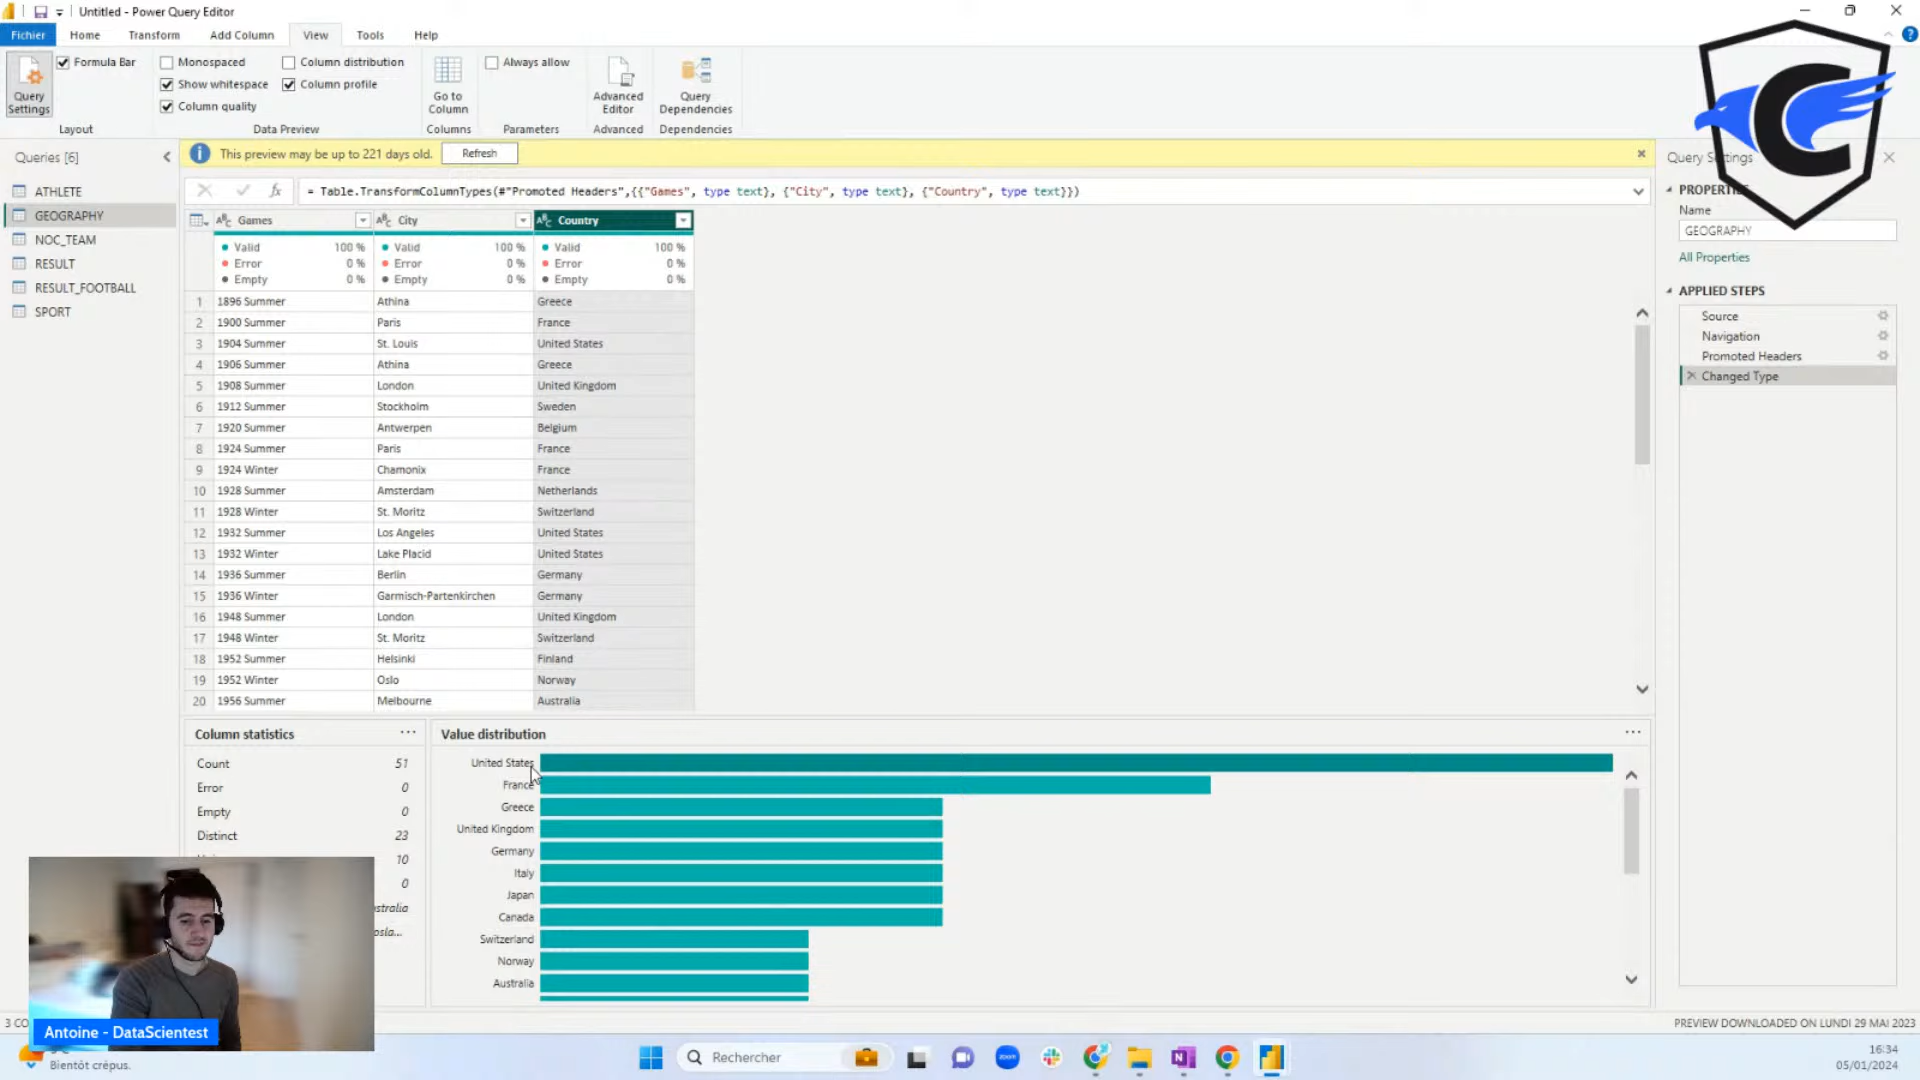 Untitled - Power Query Editor
Fichier Home Transform Add Column View Tools Help
Query Settings
Formula Bar
Monospaced
Show whitespace
Column quality
Column distribution
Column profile
Go to Column
Always allow
Advanced Editor
Query Dependencies
Layout Data Preview Columns Parameters Advanced Dependencies
Queries [6]
ATHLETE
GEOGRAPHY
NOC_TEAM
RESULT
RESULT_FOOTBALL
SPORT
This preview may be up to 221 days old. Refresh
= Table.TransformColumnTypes(#"Promoted Headers",{{"Games", type text}, {"City", type text}, {"Country", type text}})
Games City Country
Valid 100 % Valid 100 % Valid 100 %
Error 0 % Error 0 % Error 0 %
Empty 0 % Empty 0 % Empty 0 %
1 1896 Summer Athina Greece
2 1900 Summer Paris France
3 1904 Summer St. Louis United States
4 1906 Summer Athina Greece
5 1908 Summer London United Kingdom
6 1912 Summer Stockholm Sweden
7 1920 Summer Antwerpen Belgium
8 1924 Summer Paris France
9 1924 Winter Chamonix France
10 1928 Summer Amsterdam Netherlands
11 1928 Winter St. Moritz Switzerland
12 1932 Summer Los Angeles United States
13 1932 Winter Lake Placid United States
14 1936 Summer Berlin Germany
15 1936 Winter Garmisch-Partenkirchen Germany
16 1948 Summer London United Kingdom
17 1948 Winter St. Moritz Switzerland
18 1952 Summer Helsinki Finland
19 1952 Winter Oslo Norway
20 1956 Summer Melbourne Australia
Column statistics
Count 51
Error 0
Empty 0
Distinct 23
10
0
stralia
osla...
Value distribution
United States
France
Greece
United Kingdom
Germany
Italy
Japan
Canada
Switzerland
Norway
Australia
Query Settings
PROPERTIES
Name
GEOGRAPHY
All Properties
APPLIED STEPS
Source
Navigation
Promoted Headers
Changed Type
3 CO
PREVIEW DOWNLOADED ON LUNDI 29 MAI 2023
Antoine - DataScientest
Bientôt crépus.
Rechercher
zoom
16:34
05/01/2024